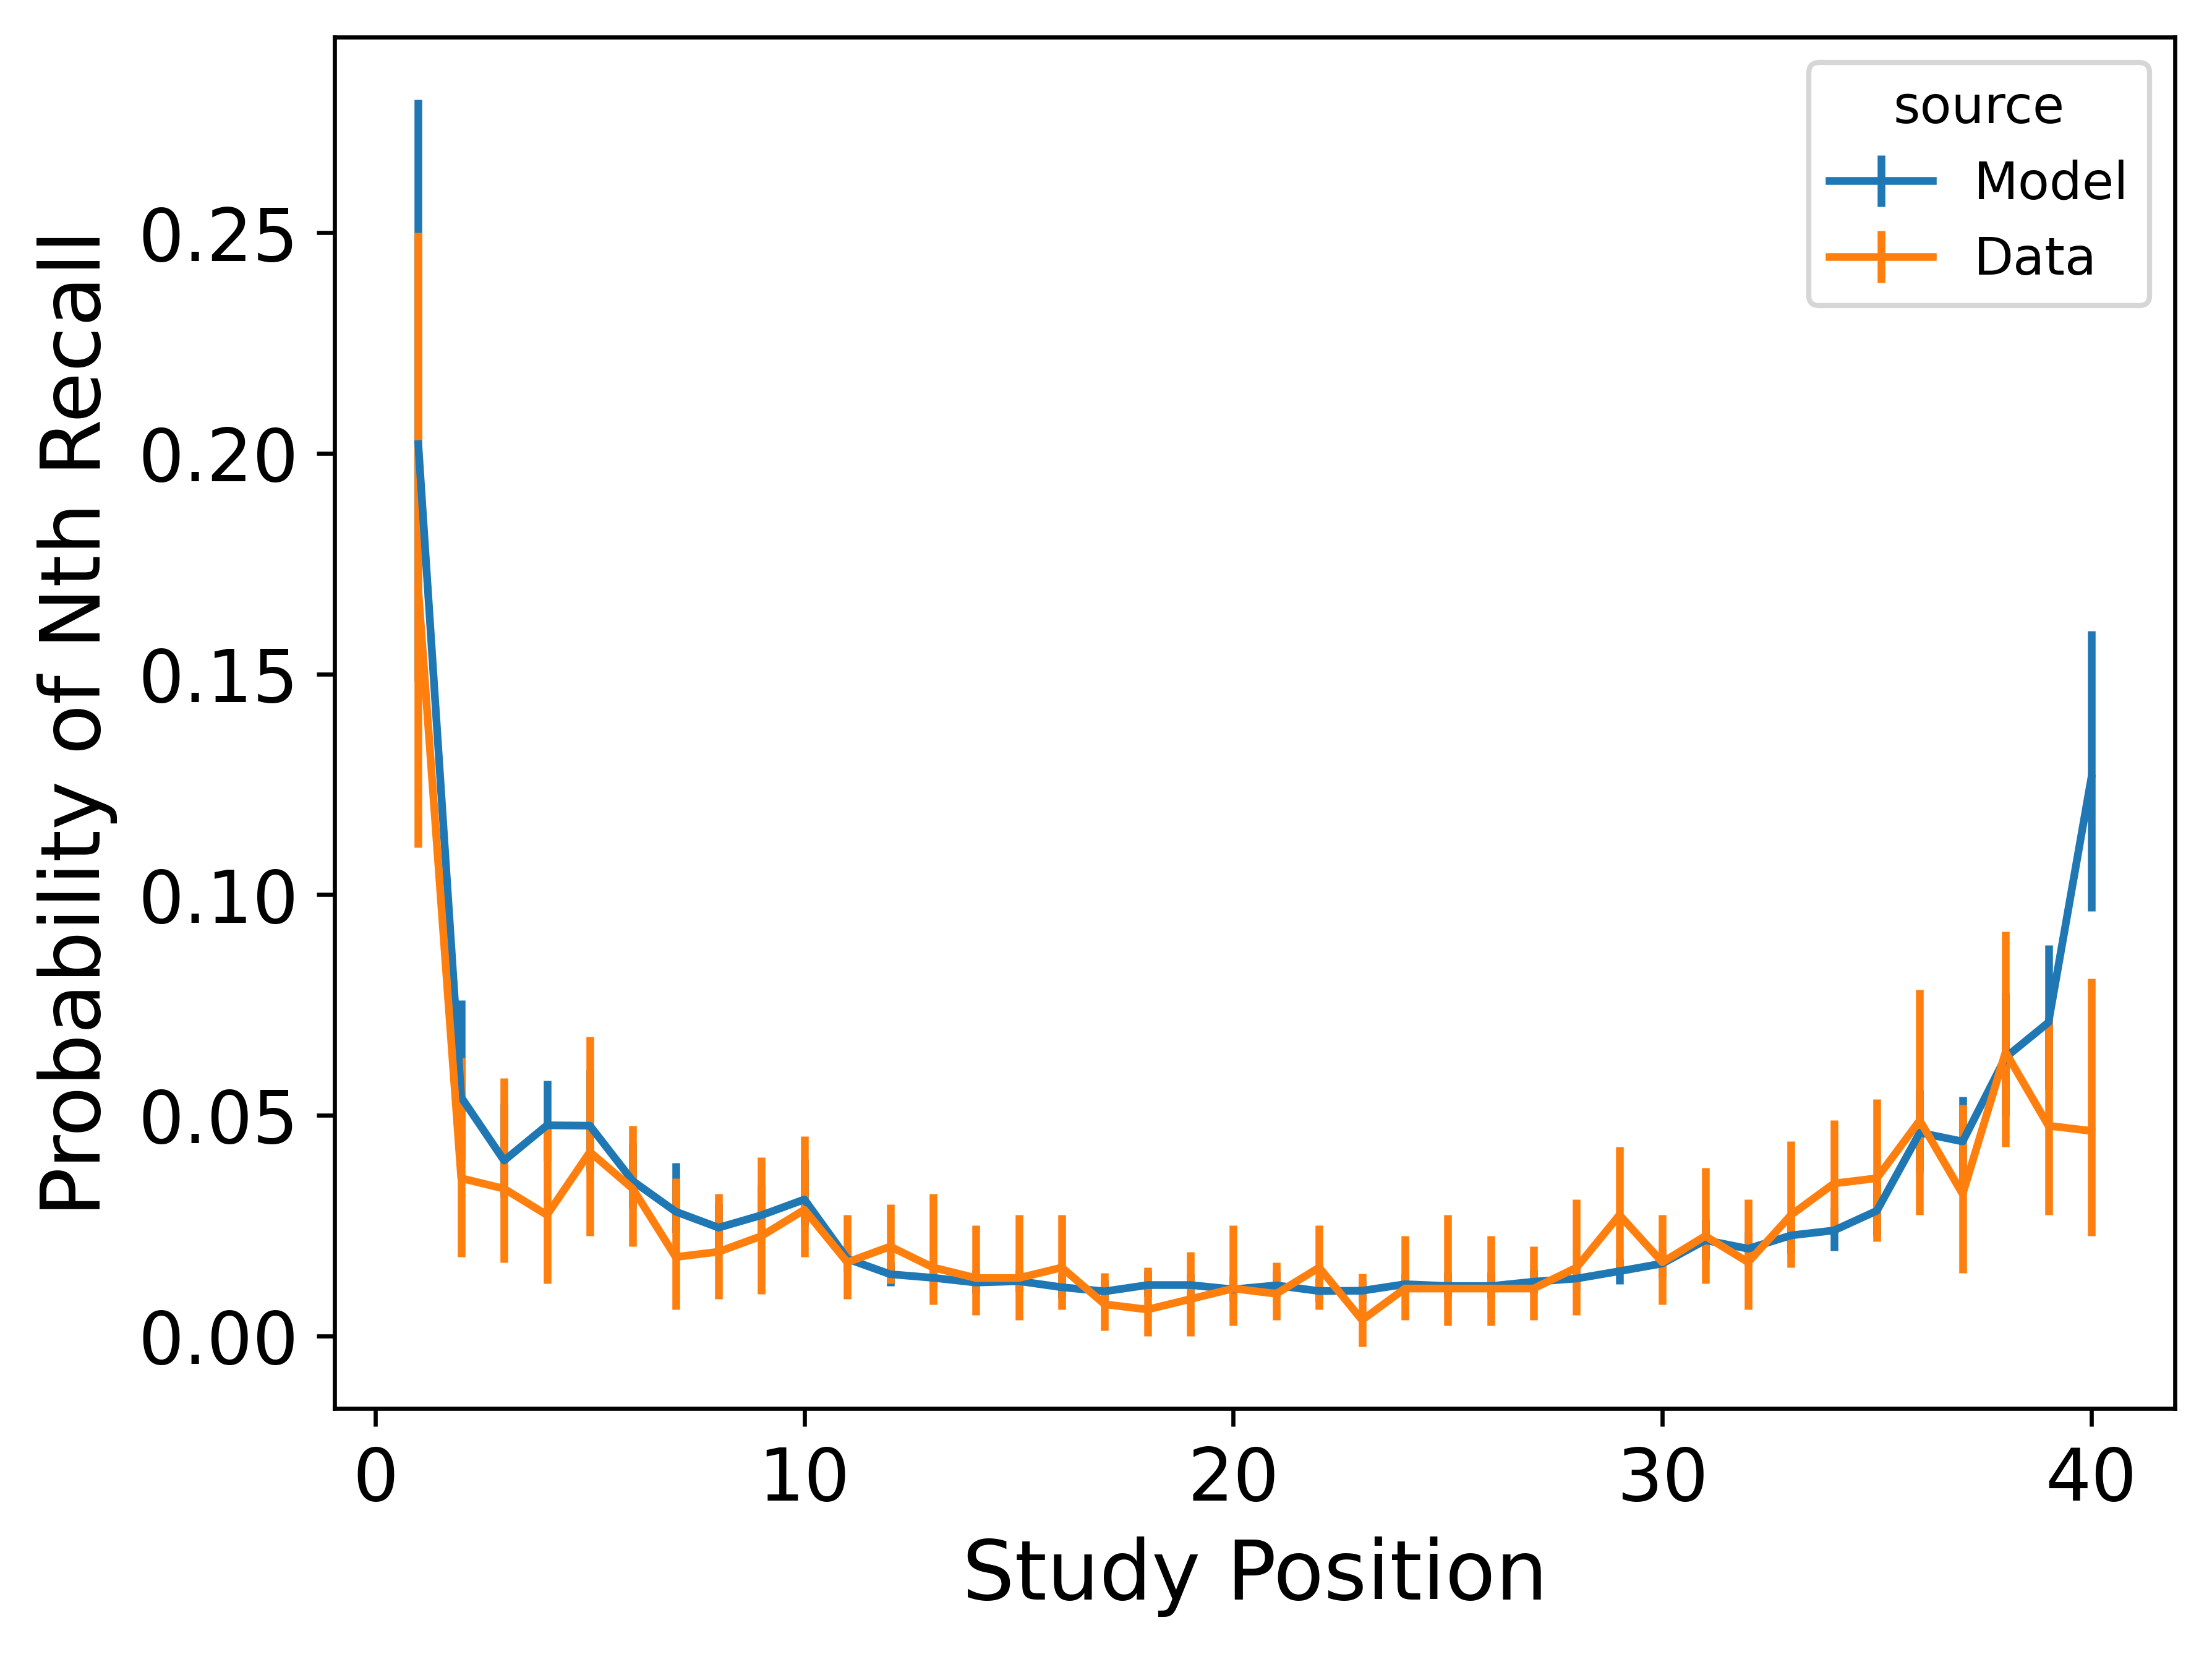 source
Model
Data
Probability of Nth Recall
0.25
0.20
0.15
0.10
0.05
0.00
0 10 20 30 40
Study Position